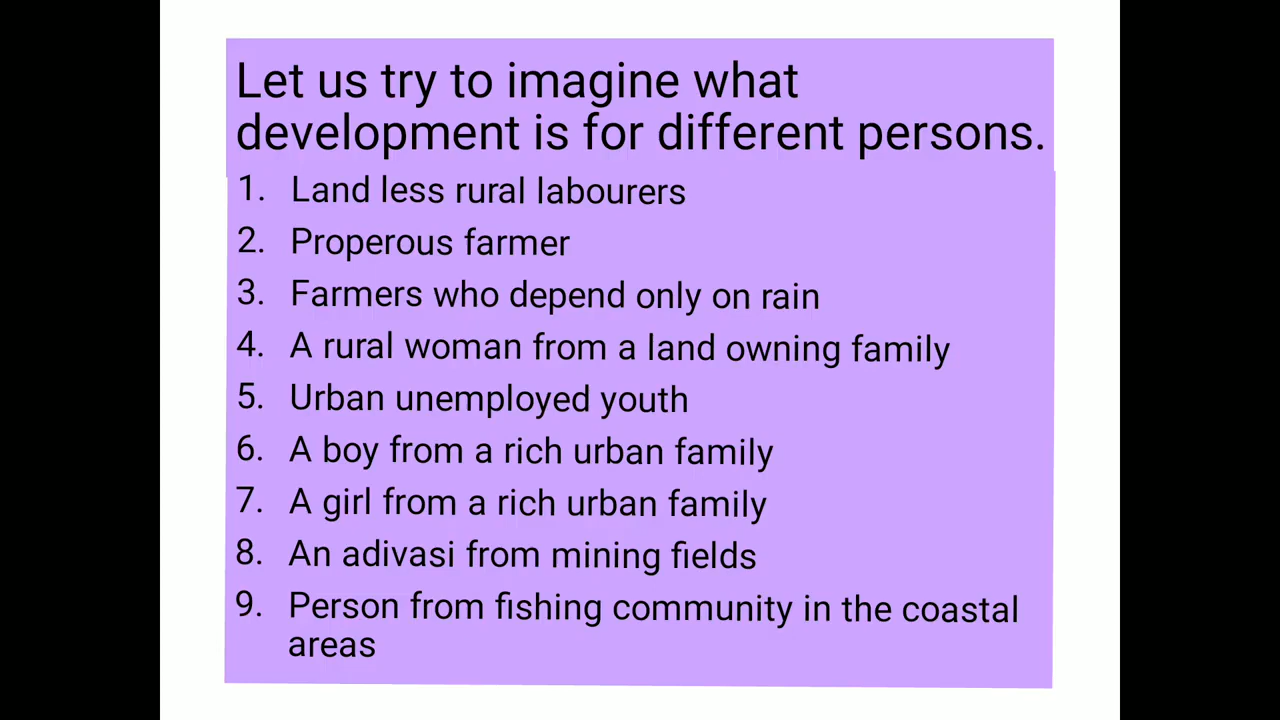 Let us try to imagine what
development is for different persons.
1. Land less rural labourers
2. Properous farmer
3. Farmers who depend only on rain
4. A rural woman from a land owning family
5. Urban unemployed youth
6. A boy from a rich urban family
7. A girl from a rich urban family
8. An adivasi from mining fields
9. Person from fishing community in the coastal
areas